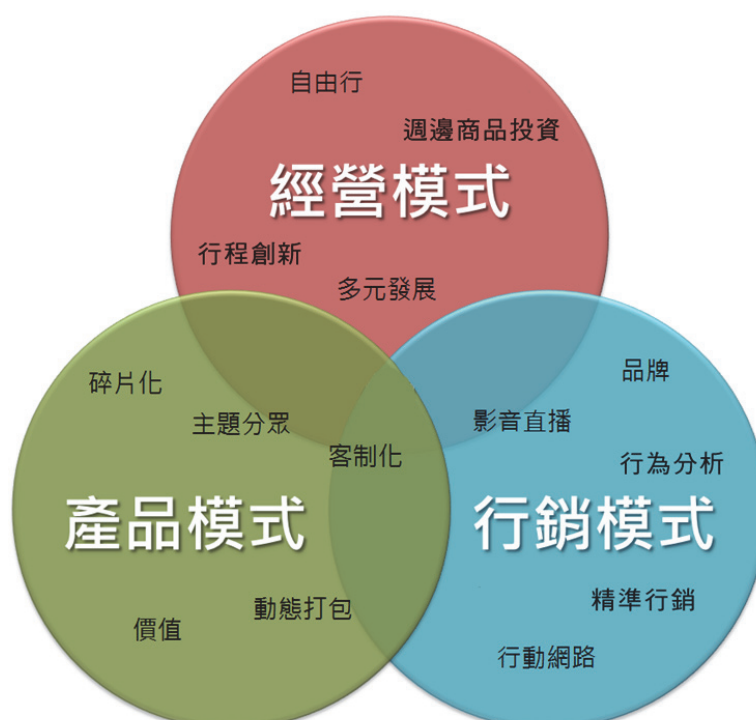 自由行
週邊商品投資
經營模式
行程創新
多元發展
碎片化
主題分眾
客制化
產品模式
價值
動態打包
品牌
影音直播
行為分析
行銷模式
精準行銷
行動網路